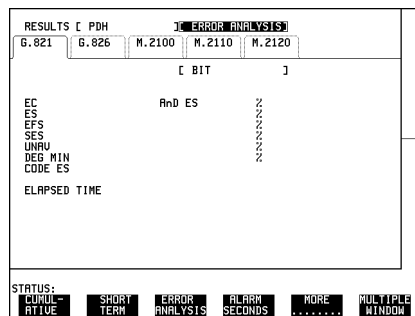 RESULTS [ PDH ][ ERROR ANALYSIS]
G.821 G.826 M.2100 M.2110 M.2120
[ BIT ]
EC AnD ES %
ES %
EFS %
SES %
UNAV %
DEG MIN %
CODE ES
ELAPSED TIME
STATUS:
CUMUL- SHORT ERROR ALARM MORE MULTIPLE
ATIVE TERM ANALYSIS SECONDS ........ WINDOW